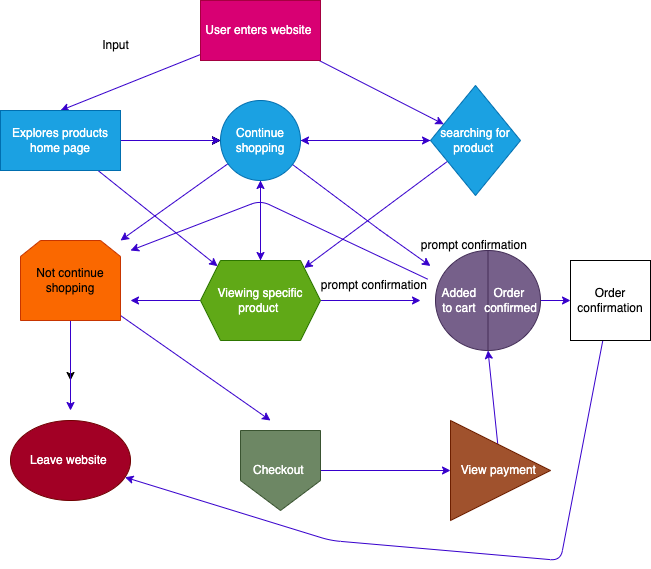 User enters website
Input
Explores products
home page
Continue
shopping
searching for
product
prompt confirmation
Not continue
shopping
Viewing specific
product
prompt confirmation
Added
to cart
Order
confirmed
Order
confirmation
Leave website
Checkout
View payment